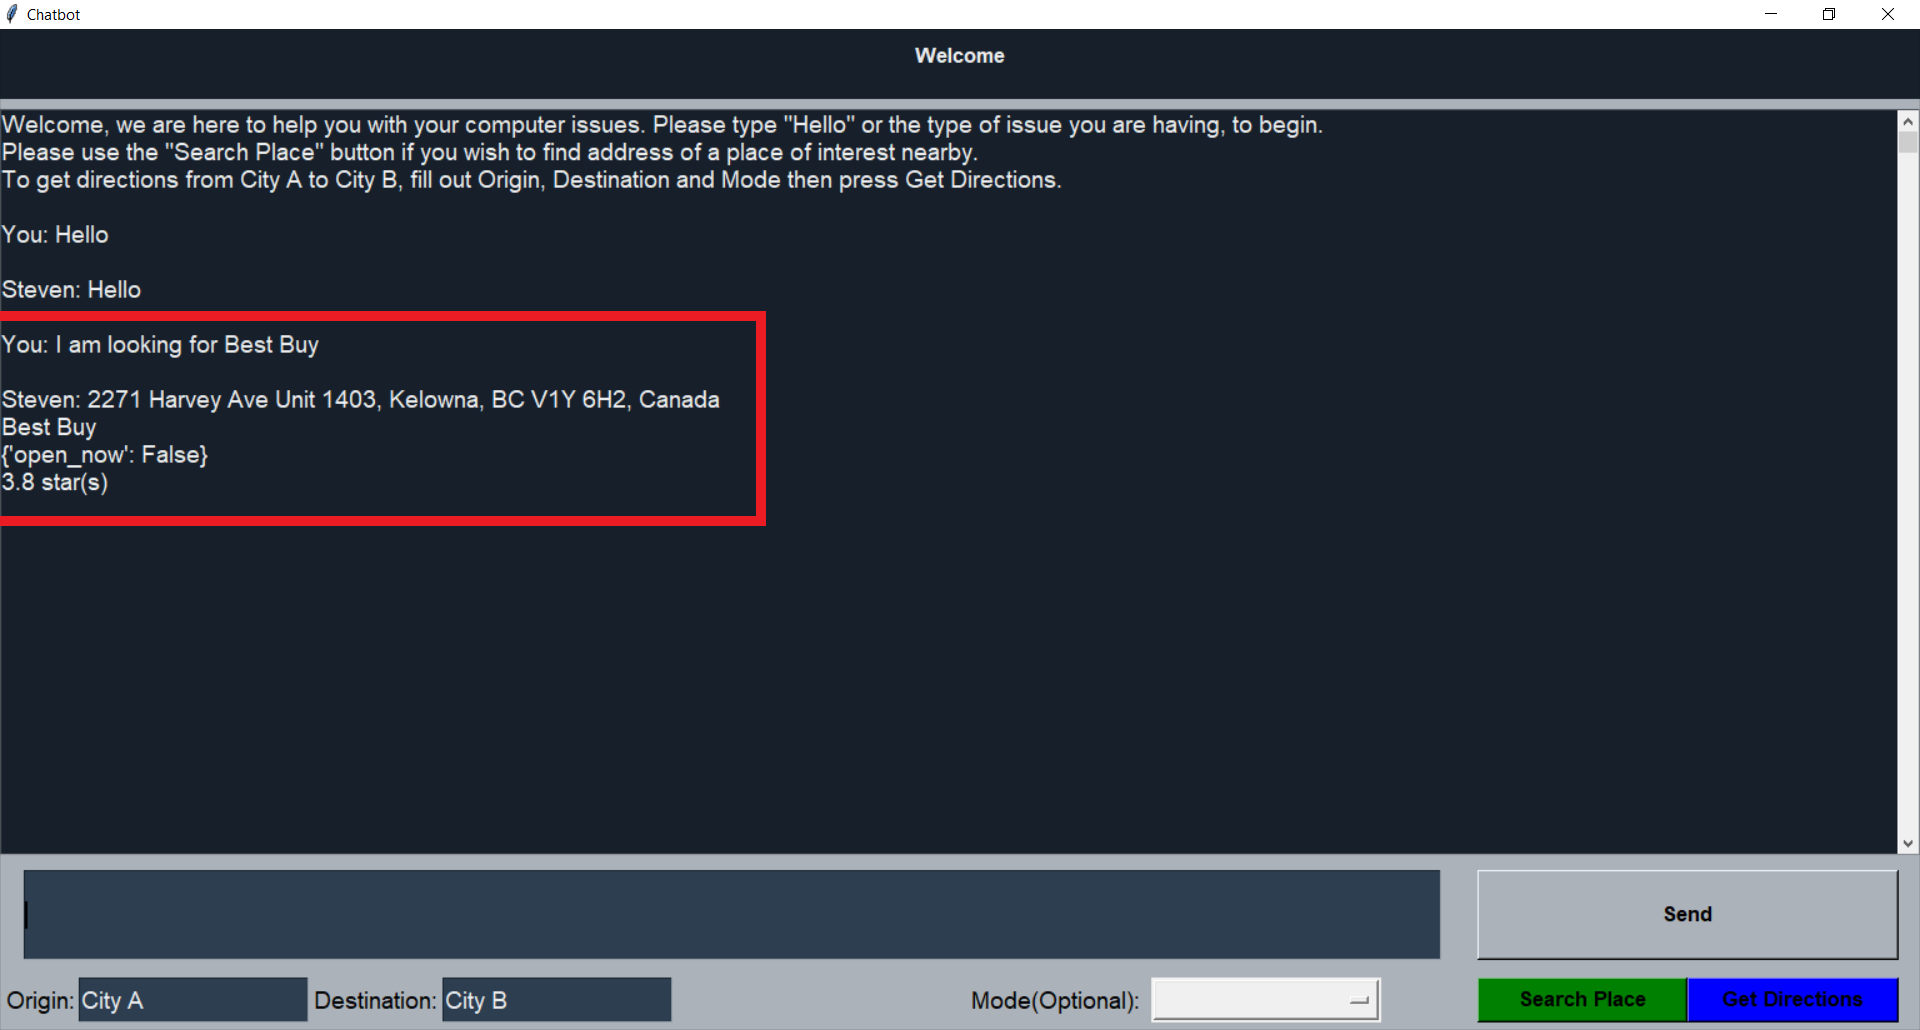 Chatbot
Welcome
Welcome, we are here to help you with your computer issues. Please type "Hello" or the type of issue you are having, to begin.
Please use the "Search Place" button if you wish to find address of a place of interest nearby.
To get directions from City A to City B, fill out Origin, Destination and Mode then press Get Directions.
You: Hello
Steven: Hello
You: I am looking for Best Buy
Steven: 2271 Harvey Ave Unit 1403, Kelowna, BC V1Y 6H2, Canada
Best Buy
{'open_now': False}
3.8 star(s)
Send
Origin: City A Destination: City B Mode(Optional): Search Place Get Directions